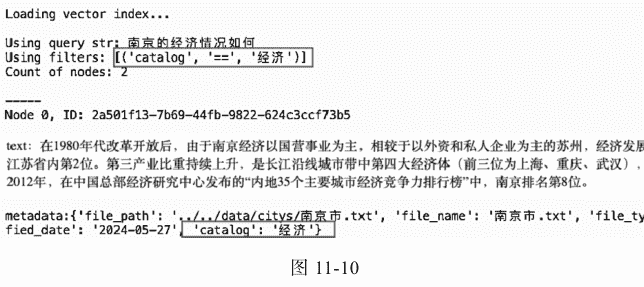 Loading vector index...
Using query str: 南京的经济情况如何
Using filters: [('catalog', '==', '经济')]
Count of nodes: 2
-----
Node 0, ID: 2a501f13-7b69-44fb-9822-624c3ccf73b5
text: 在1980年代改革开放后，由于南京经济以国营事业为主，相较于以外资和私人企业为主的苏州，经济发展
江苏省内第2位。第三产业比重持续上升，是长江沿线城市带中第四大经济体（前三位为上海、重庆、武汉），
2012年，在中国总部经济研究中心发布的“内地35个主要城市经济竞争力排行榜”中，南京排名第8位。
metadata:{'file_path': '../../data/citys/南京市.txt', 'file_name': '南京市.txt', 'file_ty
fied_date': '2024-05-27', 'catalog': '经济'}
图 11-10